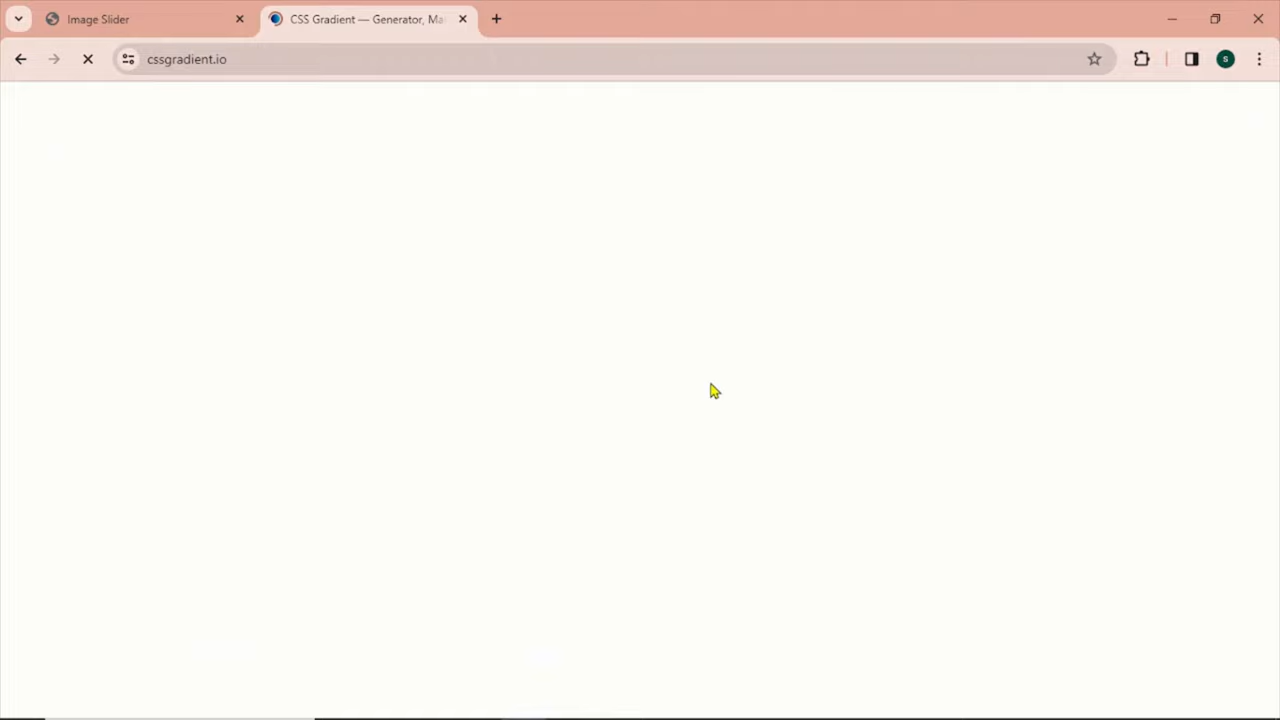 Image Slider
CSS Gradient — Generator, Ma
cssgradient.io
S